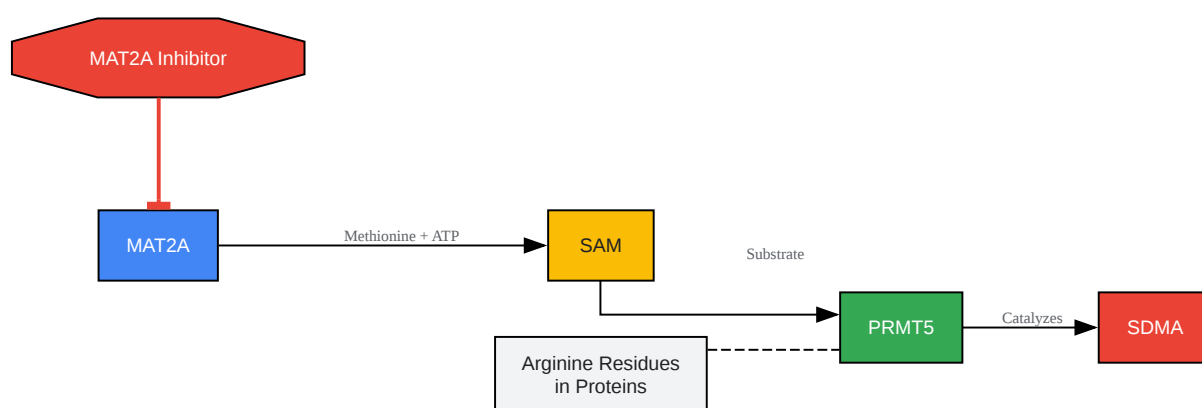 MAT2A Inhibitor
MAT2A
Methionine + ATP
SAM
Substrate
PRMT5
Catalyzes
SDMA
Arginine Residues
in Proteins